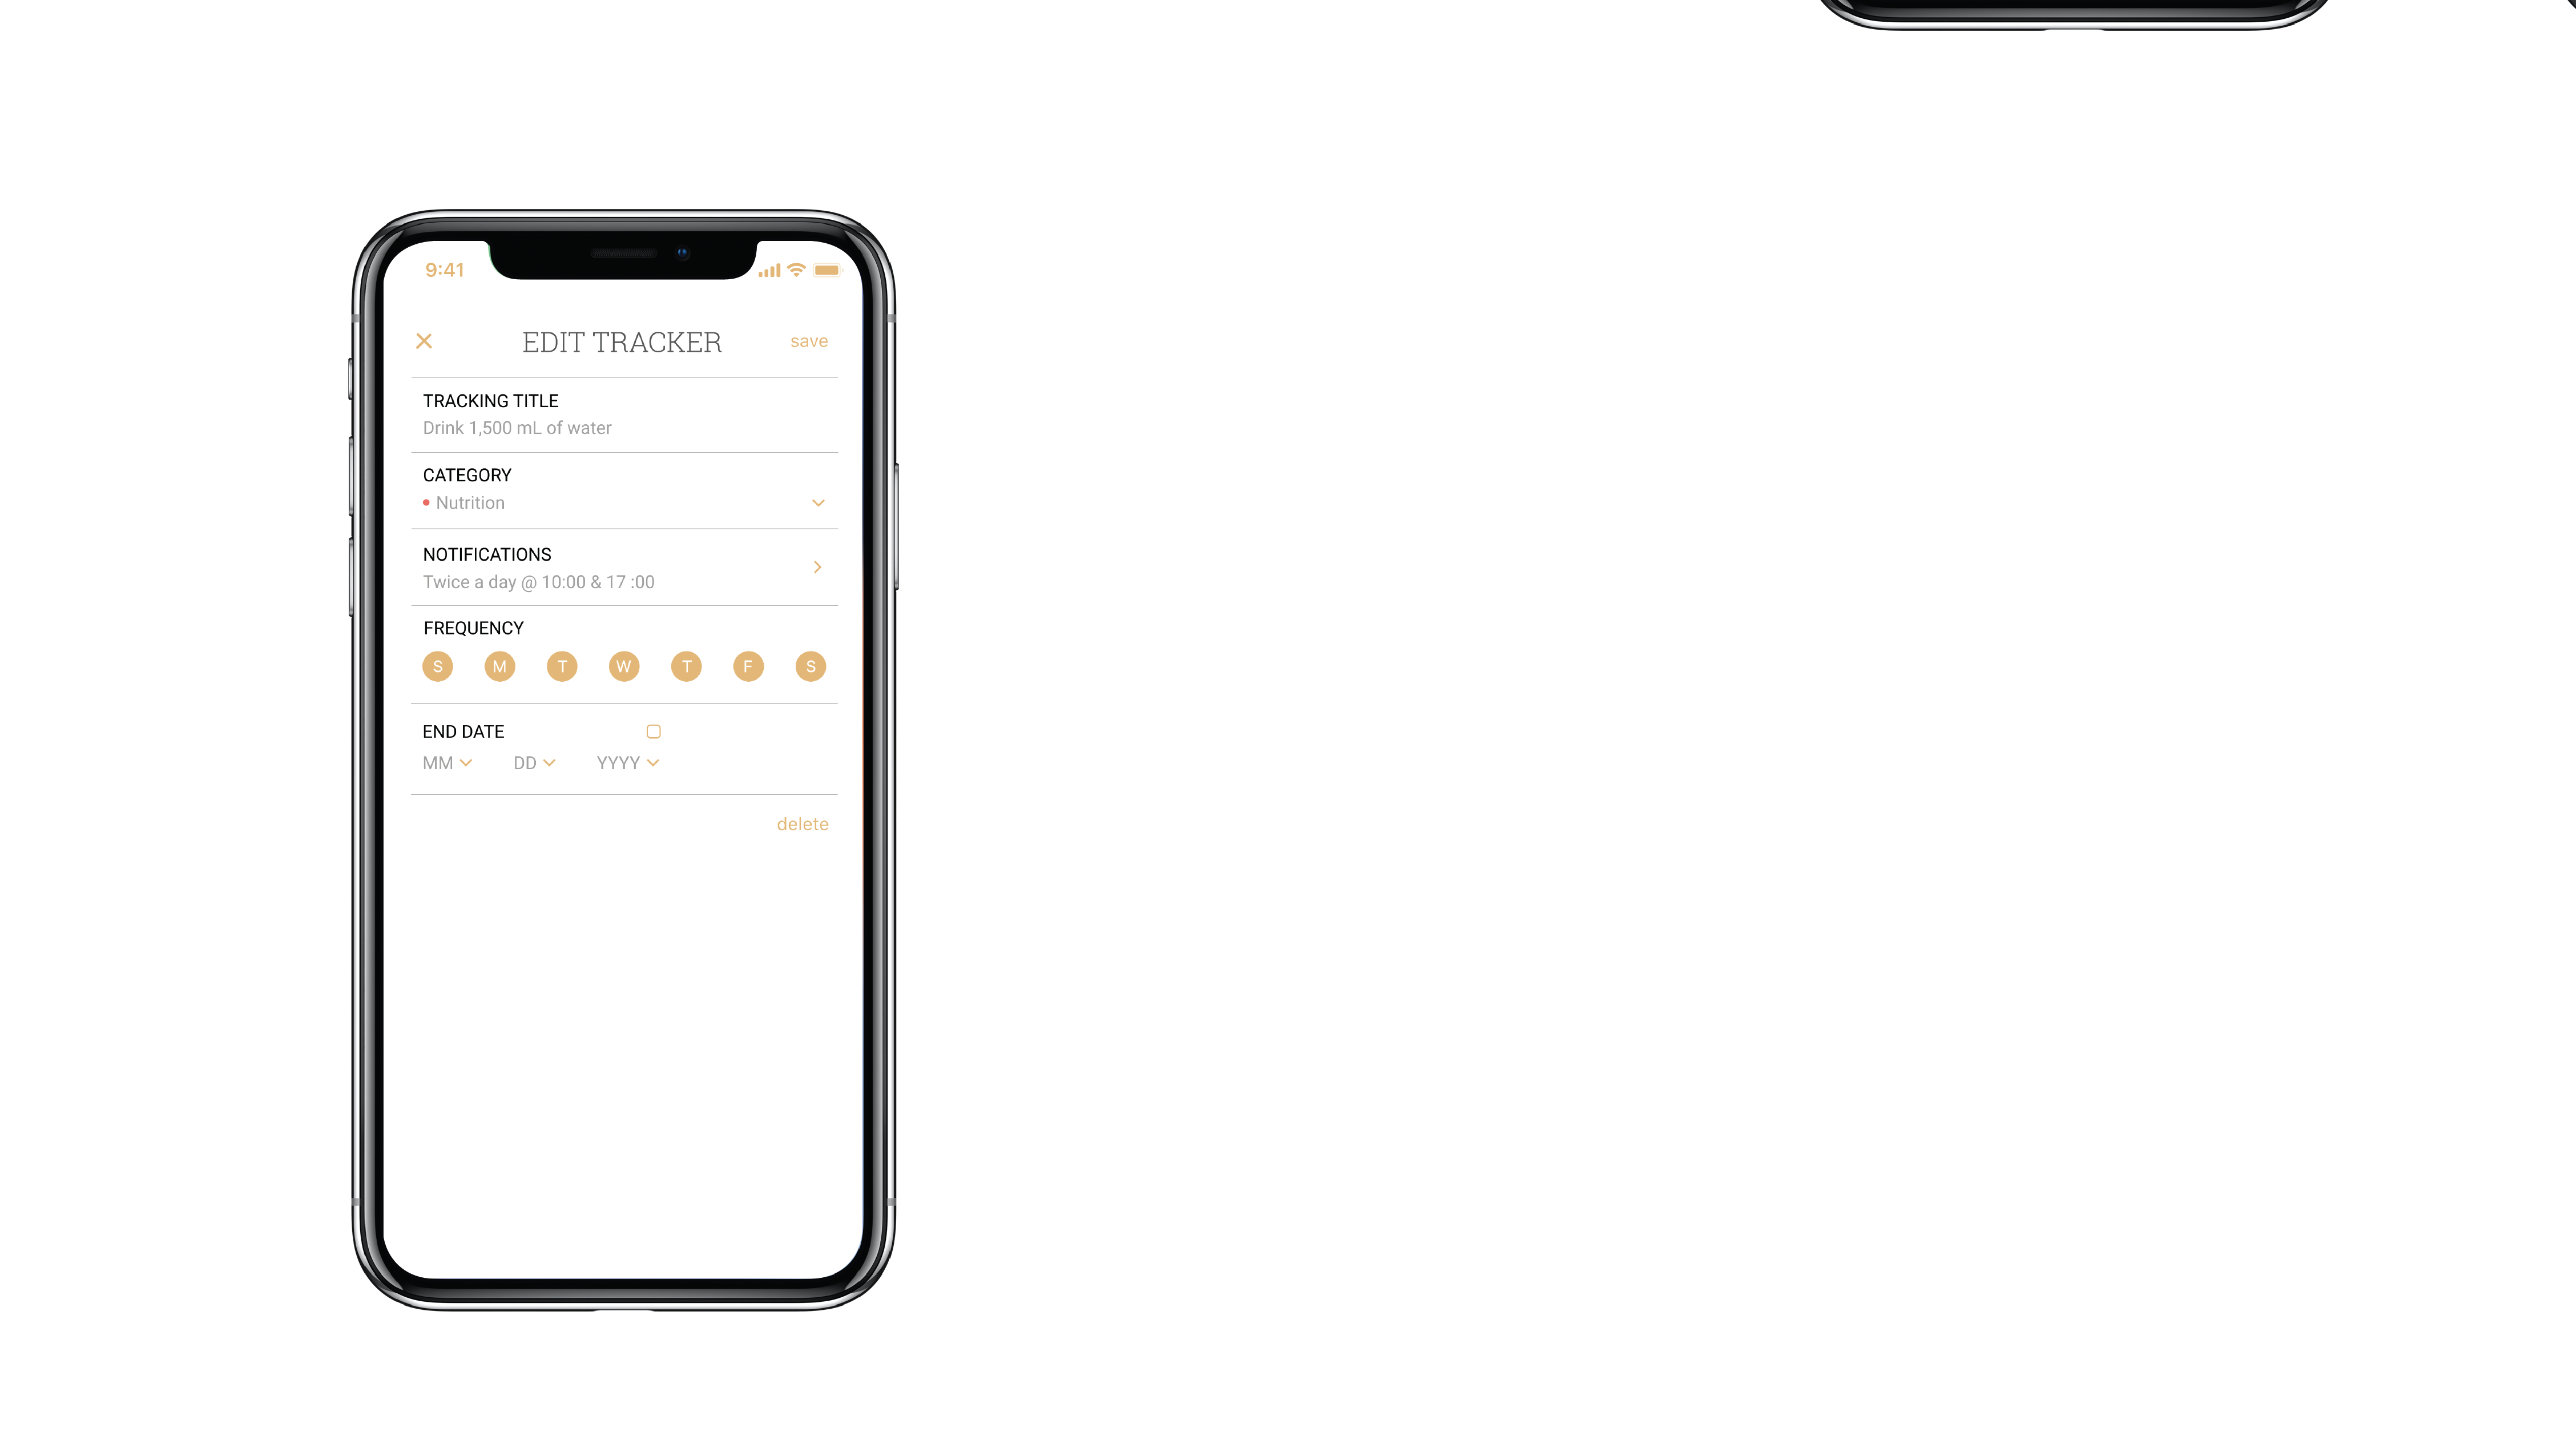 9:41
EDIT TRACKER save
TRACKING TITLE
Drink 1,500 mL of water
CATEGORY
Nutrition
NOTIFICATIONS
Twice a day @ 10:00 & 17 :00
FREQUENCY
S M T W T F S
END DATE
MM DD YYYY
delete